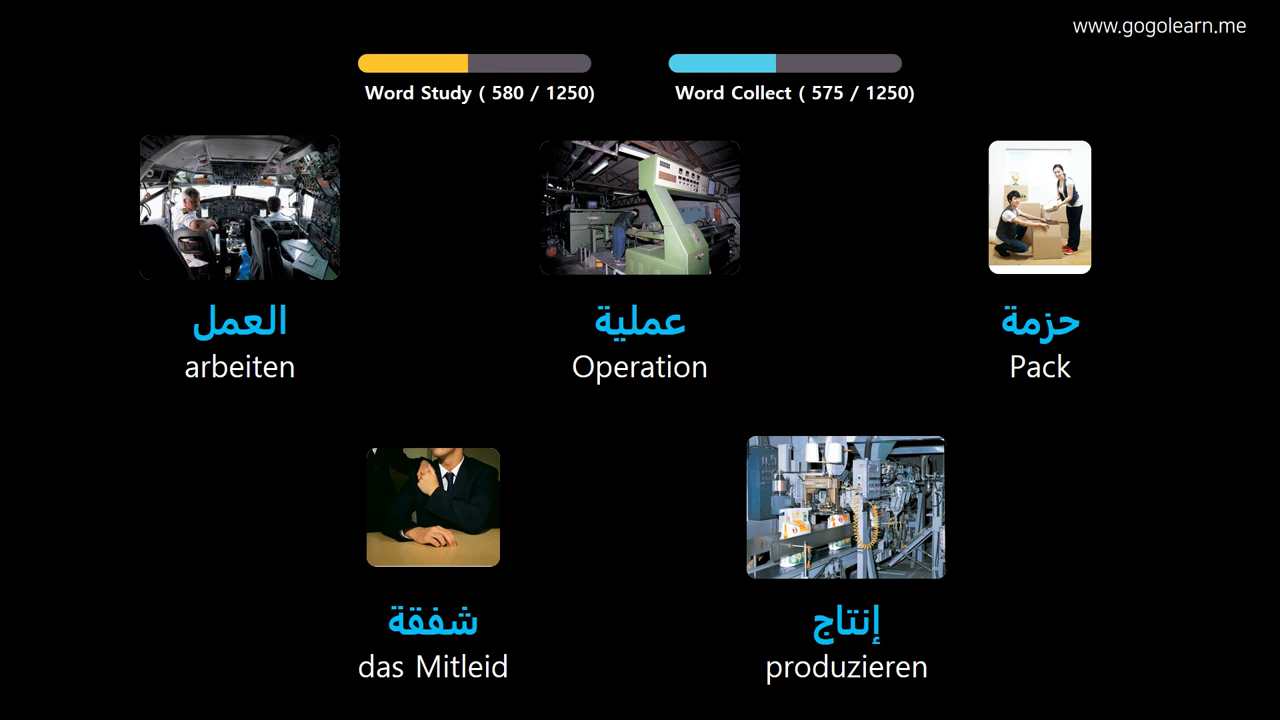 www.gogolearn.me
Word Study ( 580 / 1250)
Word Collect ( 575 / 1250)
العمل
arbeiten
عملية
Operation
حزمة
Pack
شفقة
das Mitleid
إنتاج
produzieren